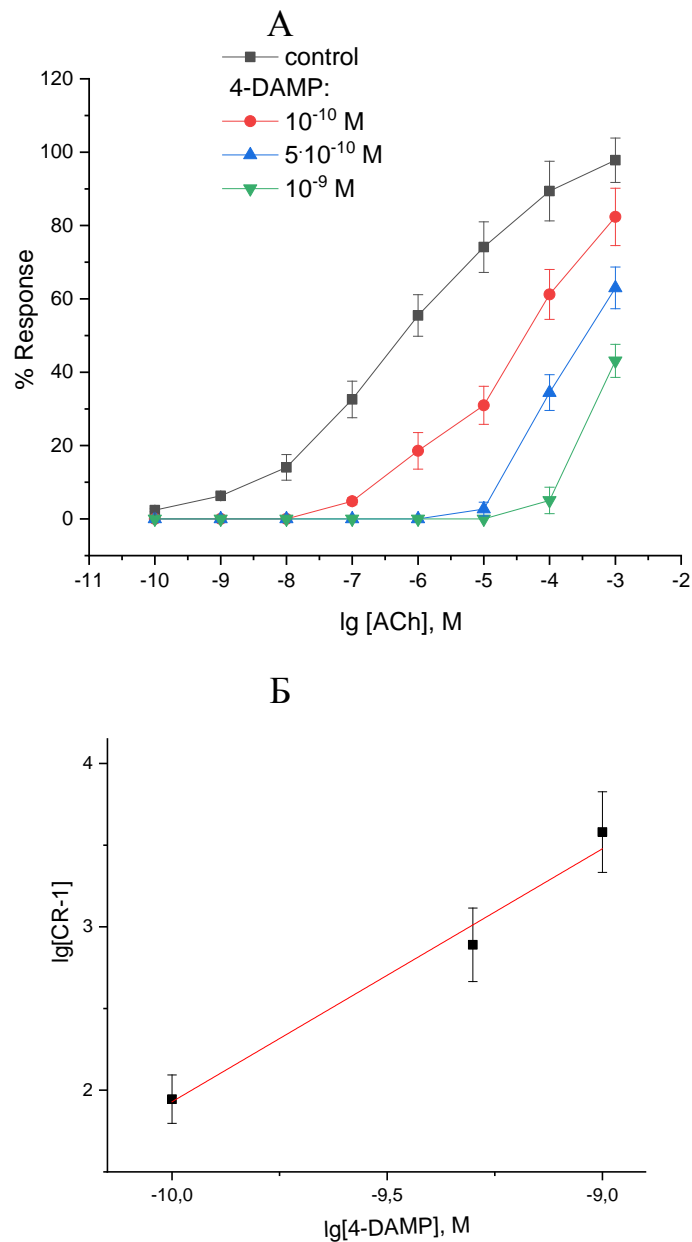 А
control
4-DAMP:
10⁻¹⁰ M
5·10⁻¹⁰ M
10⁻⁹ M
120
100
80
60
40
20
0
% Response
-11 -10 -9 -8 -7 -6 -5 -4 -3 -2
lg [ACh], M
Б
4
3
2
lg[CR-1]
-10,0 -9,5 -9,0
lg[4-DAMP], M